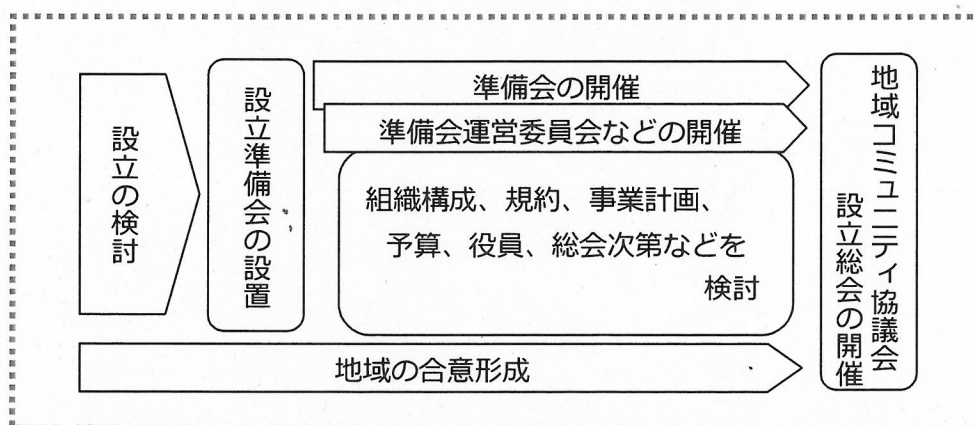 設立の検討
設立準備会の設置
準備会の開催
準備会運営委員会などの開催
組織構成、規約、事業計画、
予算、役員、総会次第などを
検討
地域の合意形成
地域コミュニティ協議会
設立総会の開催